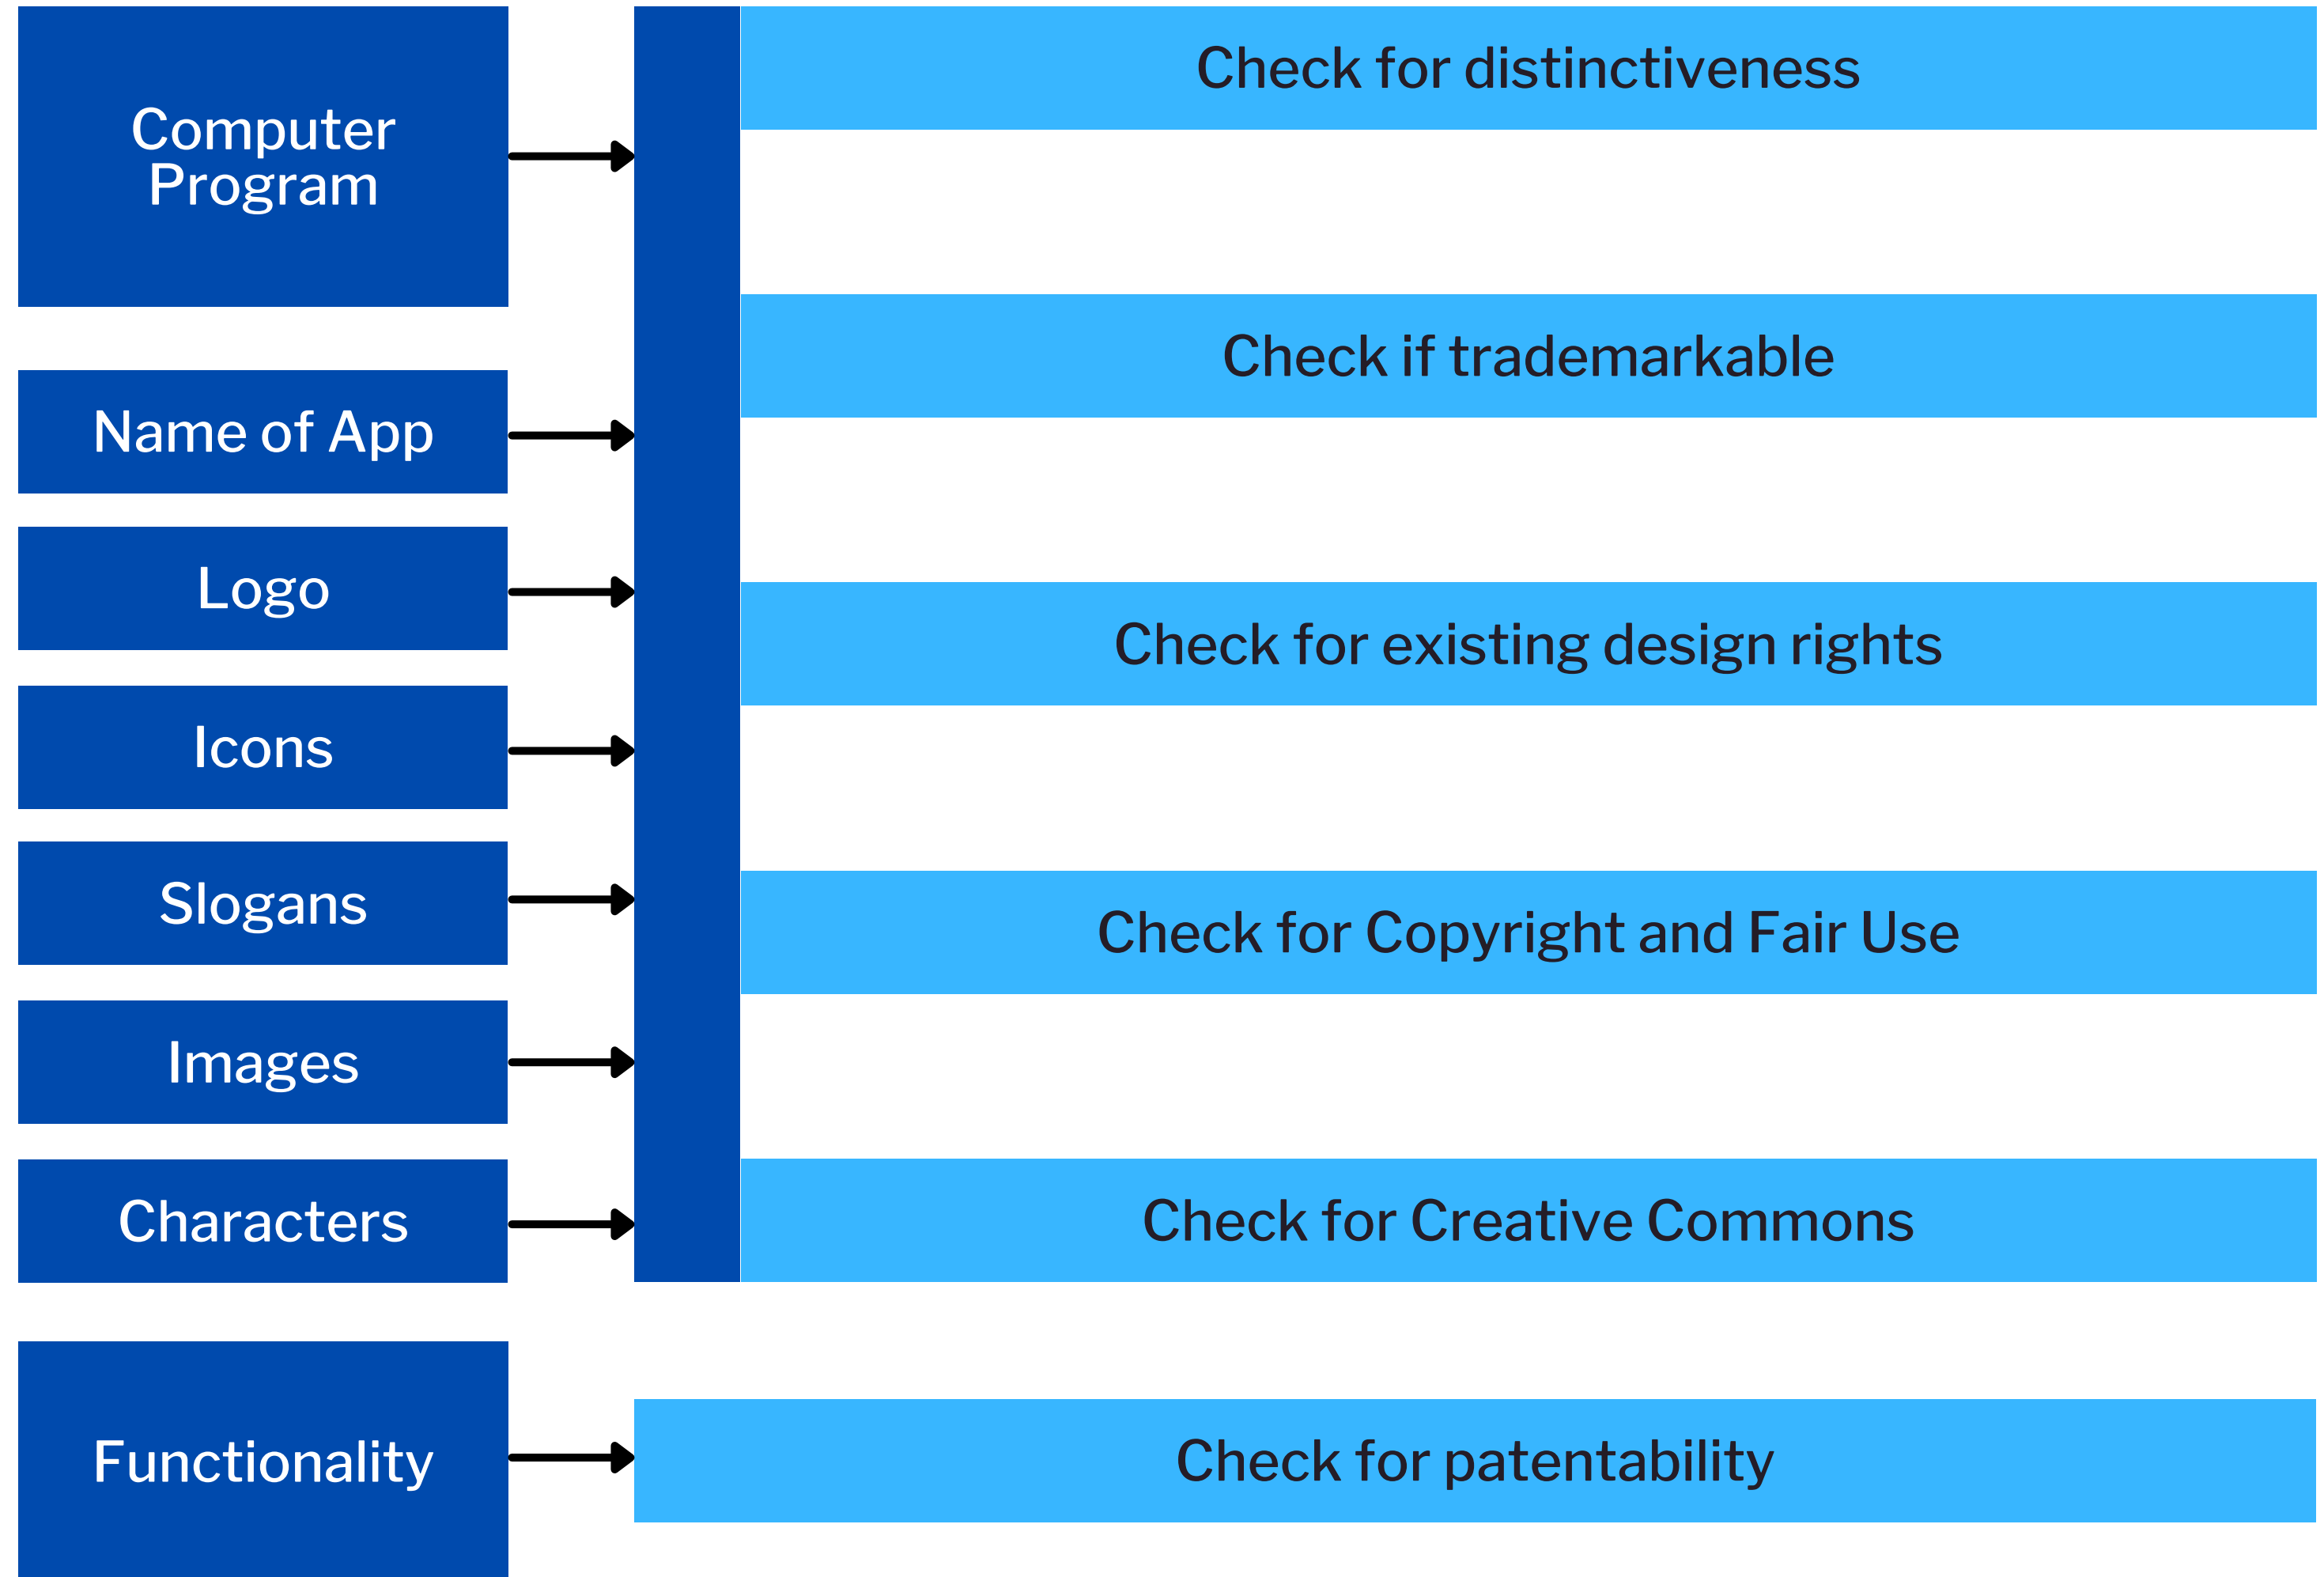 Computer
Program
Name of App
Logo
Icons
Slogans
Images
Characters
Functionality
Check for distinctiveness
Check if trademarkable
Check for existing design rights
Check for Copyright and Fair Use
Check for Creative Commons
Check for patentability